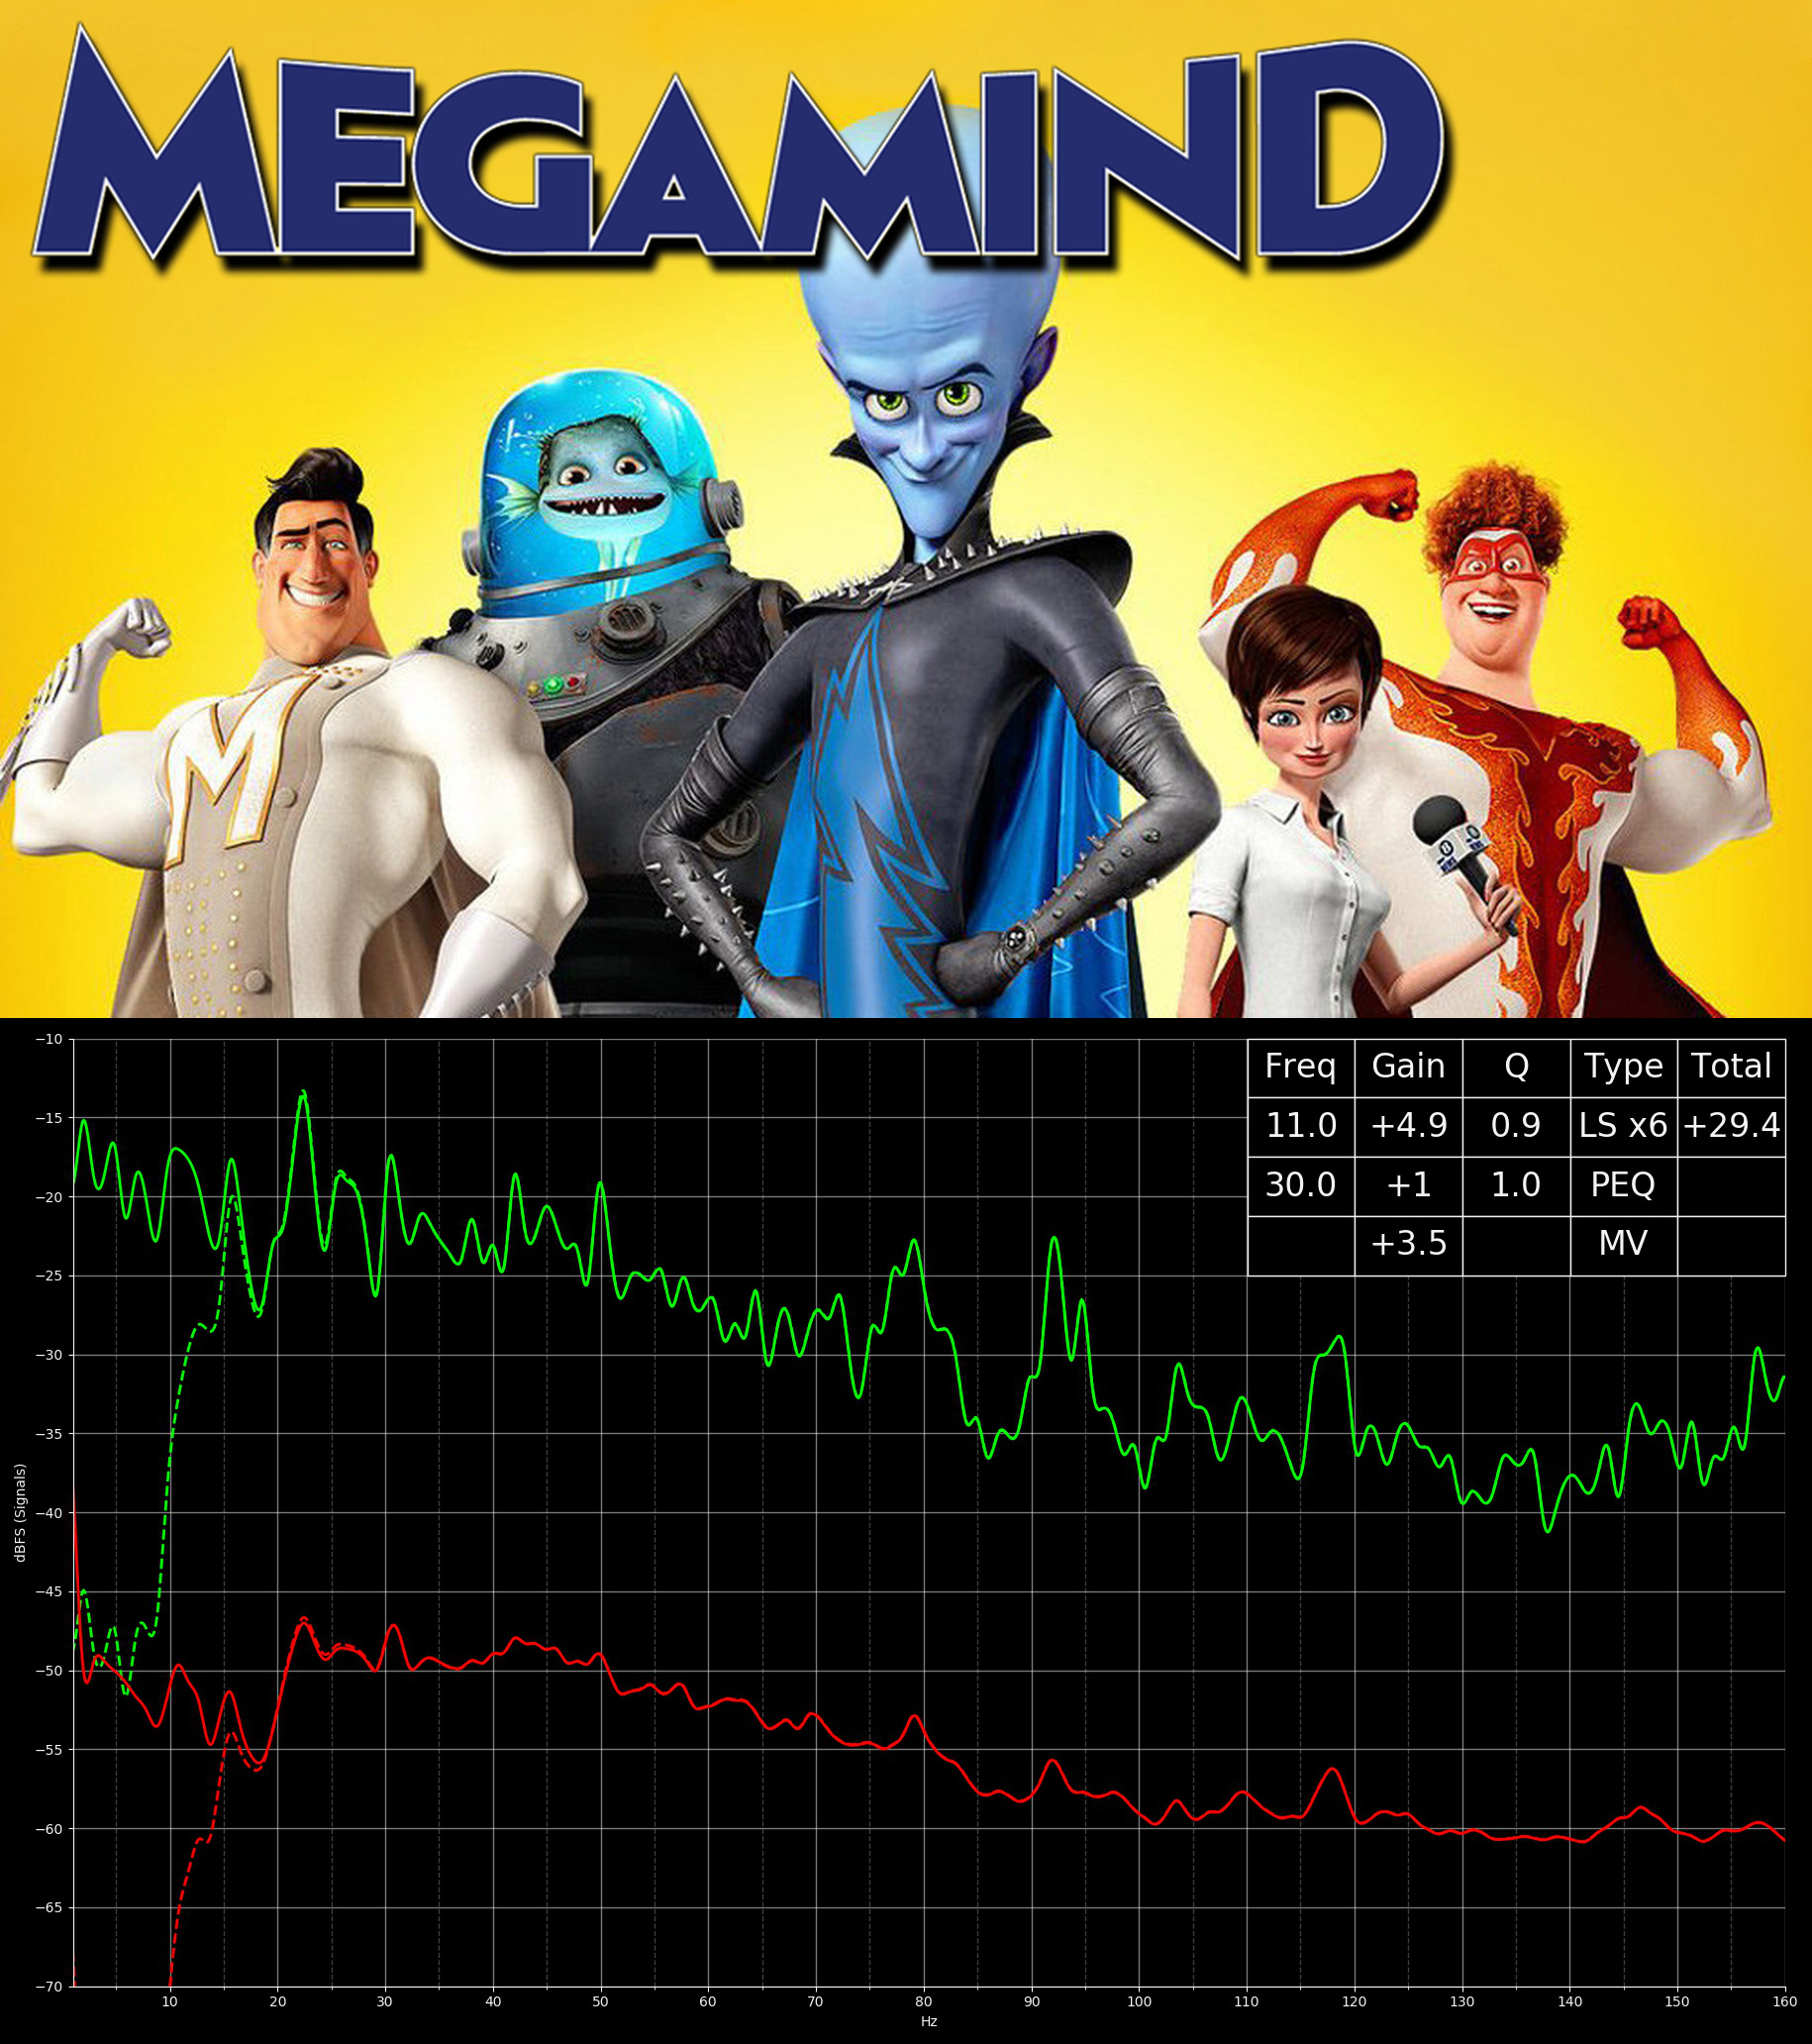 MEGAMIND
M
Freq Gain Q Type Total
11.0 +4.9 0.9 LS x6 +29.4
30.0 +1 1.0 PEQ
+3.5 MV
−10
−15
−20
−25
−30
−35
−40
−45
−50
−55
−60
−65
−70
dBFS (Signals)
10 20 30 40 50 60 70 80 90 100 110 120 130 140 150 160
Hz